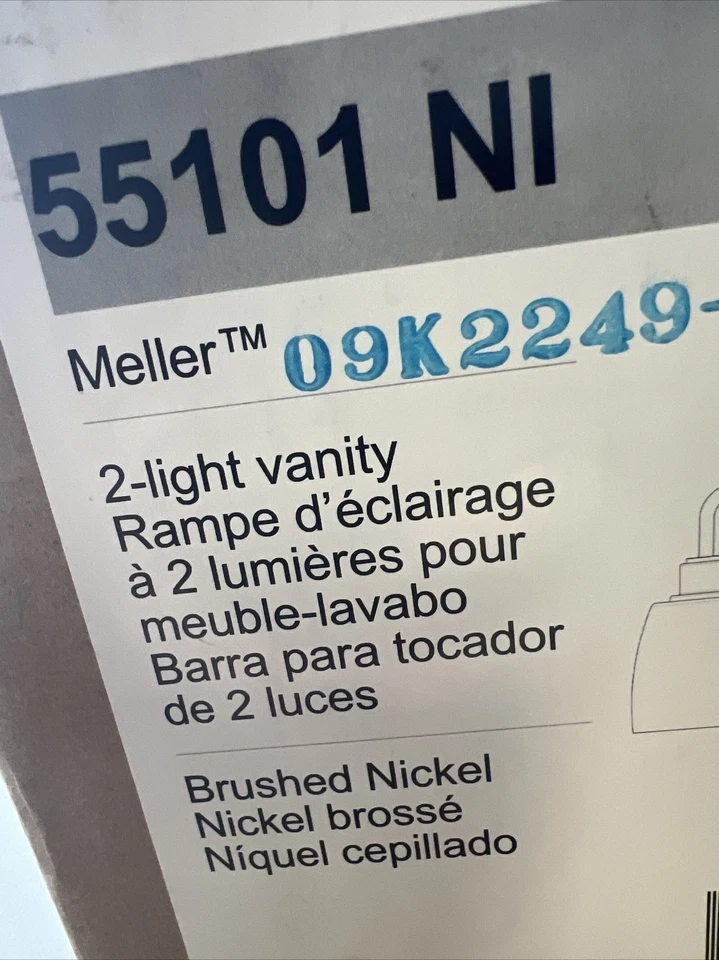 55101 NI
Meller™ 09K2249-
2-light vanity
Rampe d'éclairage
à 2 lumières pour
meuble-lavabo
Barra para tocador
de 2 luces
Brushed Nickel
Nickel brossé
Níquel cepillado